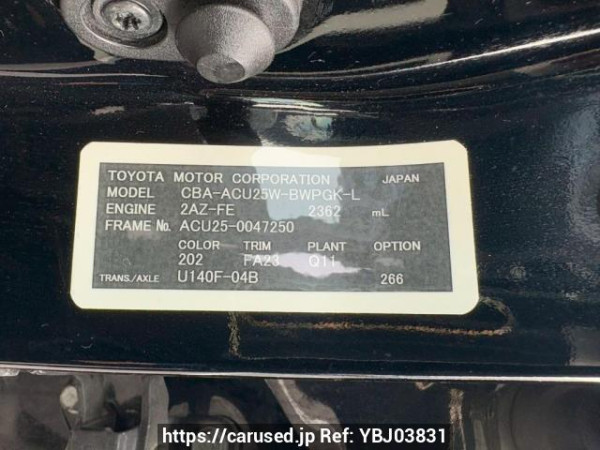 TOYOTA MOTOR CORPORATION JAPAN
MODEL CBA-ACU25W-BWPGK-L
ENGINE 2AZ-FE 2362 mL
FRAME No. ACU25-0047250
COLOR TRIM PLANT OPTION
202 FA23 Q11
TRANS./AXLE U140F-04B 266
https://carused.jp Ref: YBJ03831